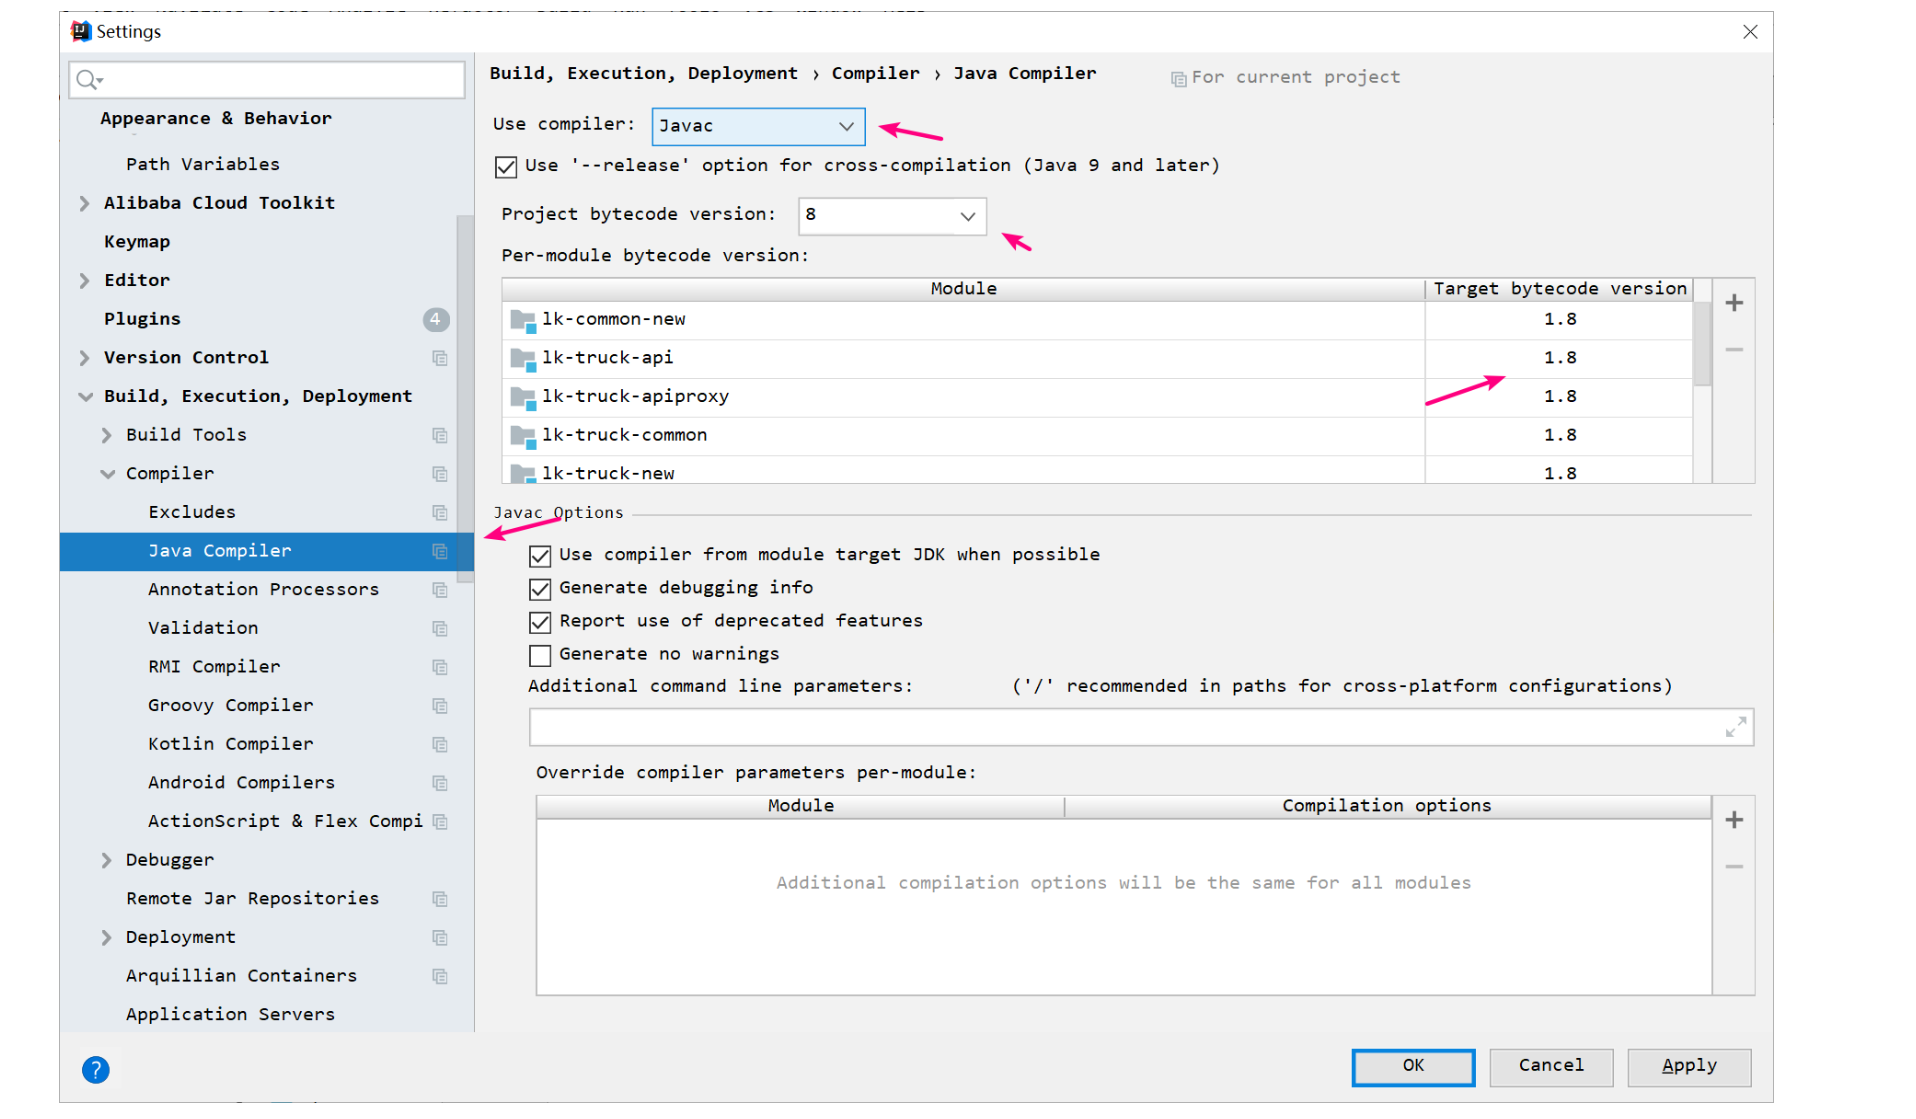 Settings
Appearance & Behavior
Path Variables
Alibaba Cloud Toolkit
Keymap
Editor
Plugins 4
Version Control
Build, Execution, Deployment
Build Tools
Compiler
Excludes
Java Compiler
Annotation Processors
Validation
RMI Compiler
Groovy Compiler
Kotlin Compiler
Android Compilers
ActionScript & Flex Compi
Debugger
Remote Jar Repositories
Deployment
Arquillian Containers
Application Servers
Build, Execution, Deployment › Compiler › Java Compiler For current project
Use compiler: Javac
Use '--release' option for cross-compilation (Java 9 and later)
Project bytecode version: 8
Per-module bytecode version:
Module Target bytecode version
lk-common-new 1.8
lk-truck-api 1.8
lk-truck-apiproxy 1.8
lk-truck-common 1.8
lk-truck-new 1.8
Javac Options
Use compiler from module target JDK when possible
Generate debugging info
Report use of deprecated features
Generate no warnings
Additional command line parameters: ('/' recommended in paths for cross-platform configurations)
Override compiler parameters per-module:
Module Compilation options
Additional compilation options will be the same for all modules
? OK Cancel Apply